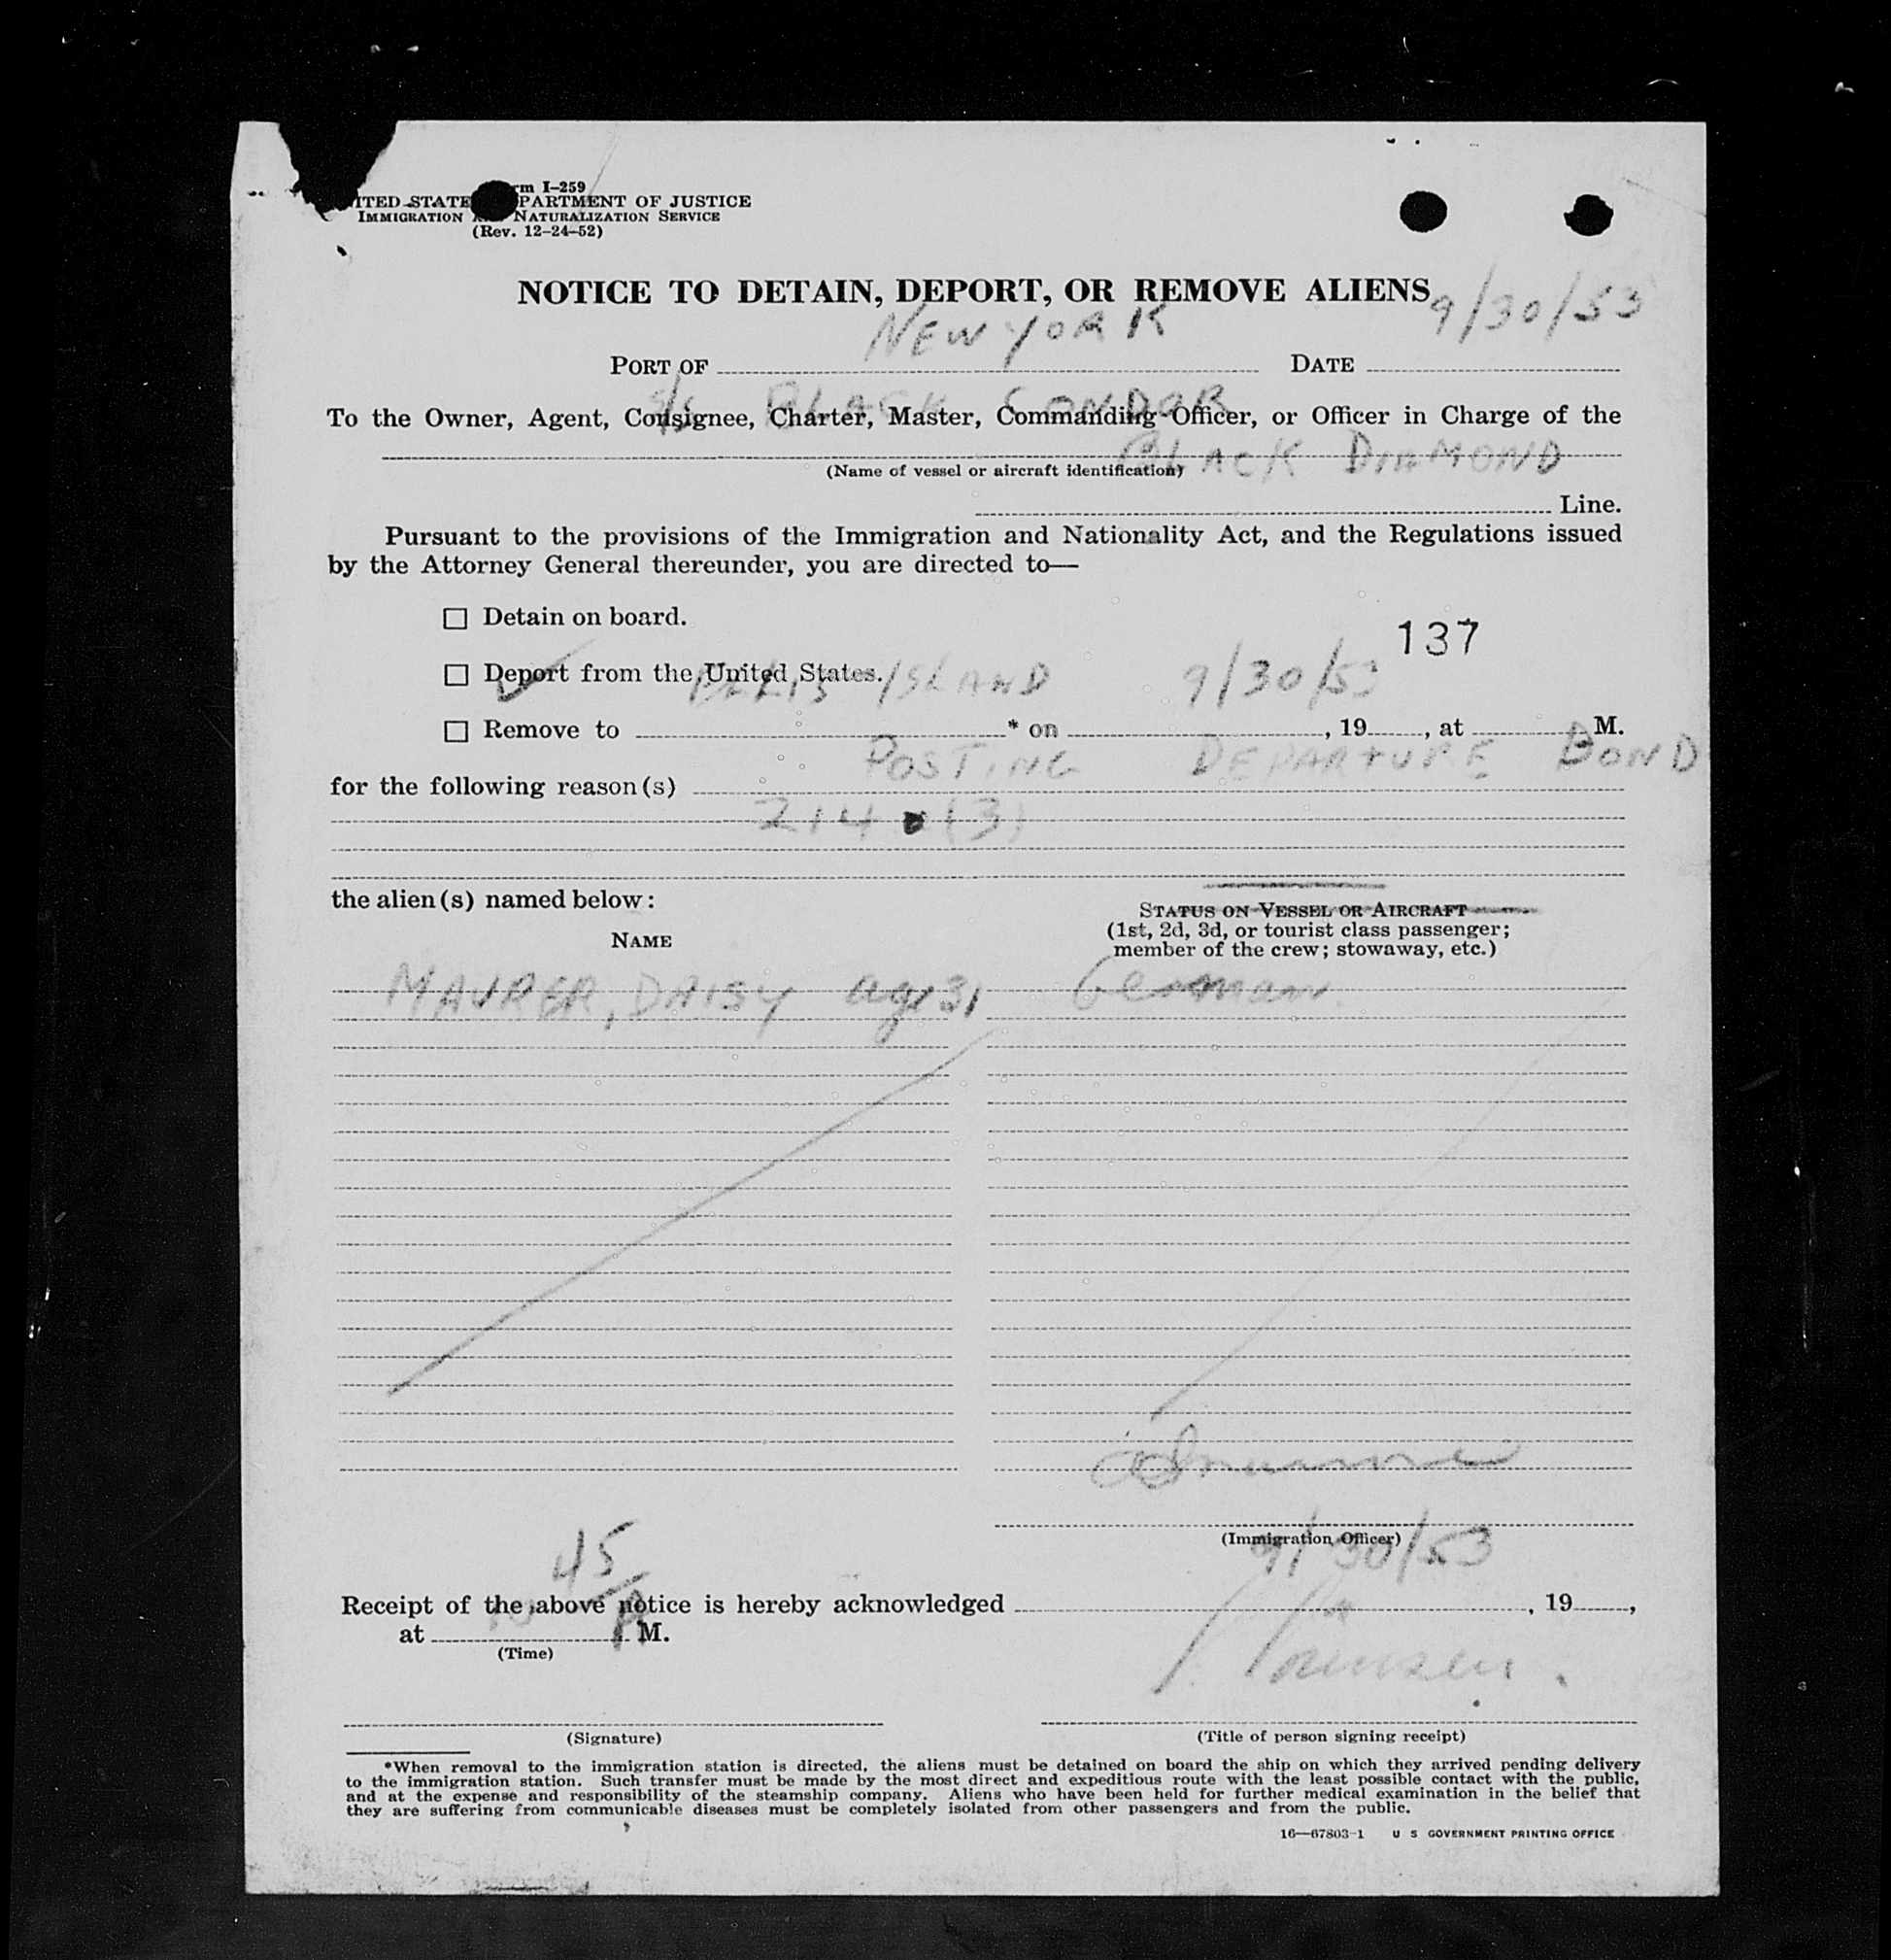 rm I-259
ITED STATE PARTMENT OF JUSTICE
IMMIGRATION NATURALIZATION SERVICE
(Rev. 12-24-52)
NOTICE TO DETAIN, DEPORT, OR REMOVE ALIENS
PORT OF NEW YORK DATE 9/30/53
To the Owner, Agent, Consignee, Charter, Master, Commanding Officer, or Officer in Charge of the
S/S BLACK CONDOR
(Name of vessel or aircraft identification)
BLACK DIAMOND Line.
Pursuant to the provisions of the Immigration and Nationality Act, and the Regulations issued
by the Attorney General thereunder, you are directed to—
☐ Detain on board.
137
☐ Deport from the United States.
☐ Remove to ELLIS ISLAND * on 9/30/53, 19, at M.
for the following reason(s) POSTING DEPARTURE BOND
214 (3)
the alien(s) named below:
STATUS ON VESSEL OR AIRCRAFT
(1st, 2d, 3d, or tourist class passenger;
member of the crew; stowaway, etc.)
NAME
MAURER, DAISY age 31 German
(Immigration Officer)
Receipt of the above notice is hereby acknowledged 9/30/53, 19,
at 45 A M.
(Time)
(Signature)
(Title of person signing receipt)
*When removal to the immigration station is directed, the aliens must be detained on board the ship on which they arrived pending delivery
to the immigration station. Such transfer must be made by the most direct and expeditious route with the least possible contact with the public,
and at the expense and responsibility of the steamship company. Aliens who have been held for further medical examination in the belief that
they are suffering from communicable diseases must be completely isolated from other passengers and from the public.
16—67803-1 U S GOVERNMENT PRINTING OFFICE